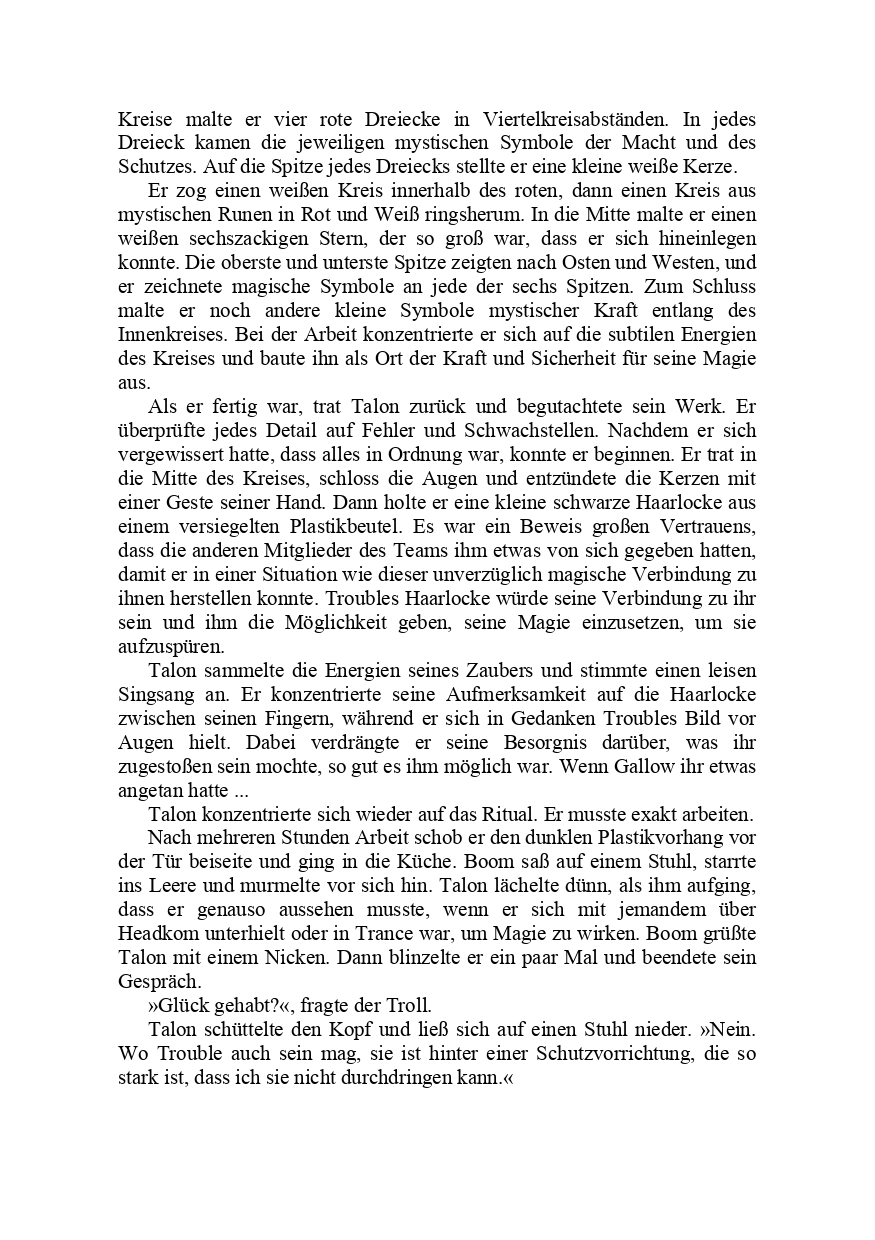 Kreise malte er vier rote Dreiecke in Viertelkreisabständen. In jedes
Dreieck kamen die jeweiligen mystischen Symbole der Macht und des
Schutzes. Auf die Spitze jedes Dreiecks stellte er eine kleine weiße Kerze.
Er zog einen weißen Kreis innerhalb des roten, dann einen Kreis aus
mystischen Runen in Rot und Weiß ringsherum. In die Mitte malte er einen
weißen sechszackigen Stern, der so groß war, dass er sich hineinlegen
konnte. Die oberste und unterste Spitze zeigten nach Osten und Westen, und
er zeichnete magische Symbole an jede der sechs Spitzen. Zum Schluss
malte er noch andere kleine Symbole mystischer Kraft entlang des
Innenkreises. Bei der Arbeit konzentrierte er sich auf die subtilen Energien
des Kreises und baute ihn als Ort der Kraft und Sicherheit für seine Magie
aus.
Als er fertig war, trat Talon zurück und begutachtete sein Werk. Er
überprüfte jedes Detail auf Fehler und Schwachstellen. Nachdem er sich
vergewissert hatte, dass alles in Ordnung war, konnte er beginnen. Er trat in
die Mitte des Kreises, schloss die Augen und entzündete die Kerzen mit
einer Geste seiner Hand. Dann holte er eine kleine schwarze Haarlocke aus
einem versiegelten Plastikbeutel. Es war ein Beweis großen Vertrauens,
dass die anderen Mitglieder des Teams ihm etwas von sich gegeben hatten,
damit er in einer Situation wie dieser unverzüglich magische Verbindung zu
ihnen herstellen konnte. Troubles Haarlocke würde seine Verbindung zu ihr
sein und ihm die Möglichkeit geben, seine Magie einzusetzen, um sie
aufzuspüren.
Talon sammelte die Energien seines Zaubers und stimmte einen leisen
Singsang an. Er konzentrierte seine Aufmerksamkeit auf die Haarlocke
zwischen seinen Fingern, während er sich in Gedanken Troubles Bild vor
Augen hielt. Dabei verdrängte er seine Besorgnis darüber, was ihr
zugestoßen sein mochte, so gut es ihm möglich war. Wenn Gallow ihr etwas
angetan hatte ...
Talon konzentrierte sich wieder auf das Ritual. Er musste exakt arbeiten.
Nach mehreren Stunden Arbeit schob er den dunklen Plastikvorhang vor
der Tür beiseite und ging in die Küche. Boom saß auf einem Stuhl, starrte
ins Leere und murmelte vor sich hin. Talon lächelte dünn, als ihm aufging,
dass er genauso aussehen musste, wenn er sich mit jemandem über
Headkom unterhielt oder in Trance war, um Magie zu wirken. Boom grüßte
Talon mit einem Nicken. Dann blinzelte er ein paar Mal und beendete sein
Gespräch.
»Glück gehabt?«, fragte der Troll.
Talon schüttelte den Kopf und ließ sich auf einen Stuhl nieder. »Nein.
Wo Trouble auch sein mag, sie ist hinter einer Schutzvorrichtung, die so
stark ist, dass ich sie nicht durchdringen kann.«